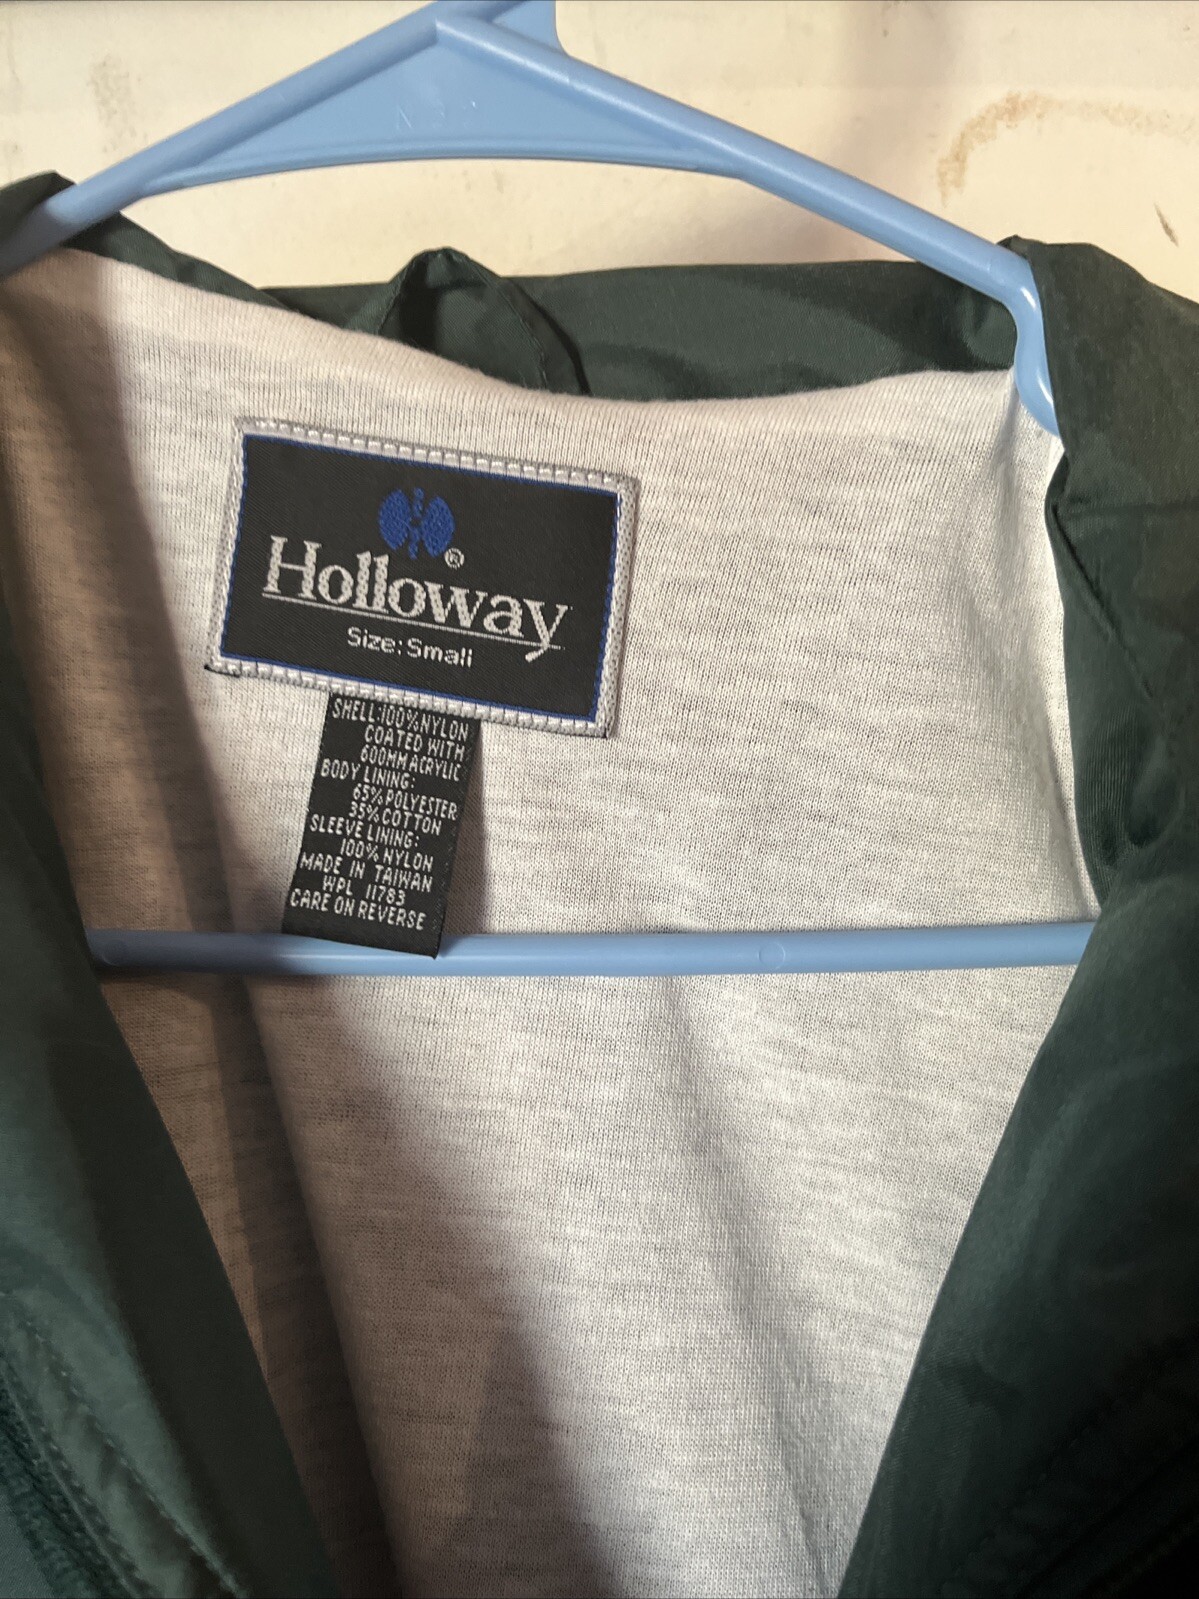 Holloway®
Size: Small
SHELL:100%NYLON
COATED WITH
600MM ACRYLIC
BODY LINING:
65% POLYESTER
35% COTTON
SLEEVE LINING:
100% NYLON
MADE IN TAIWAN
WPL 11783
CARE ON REVERSE